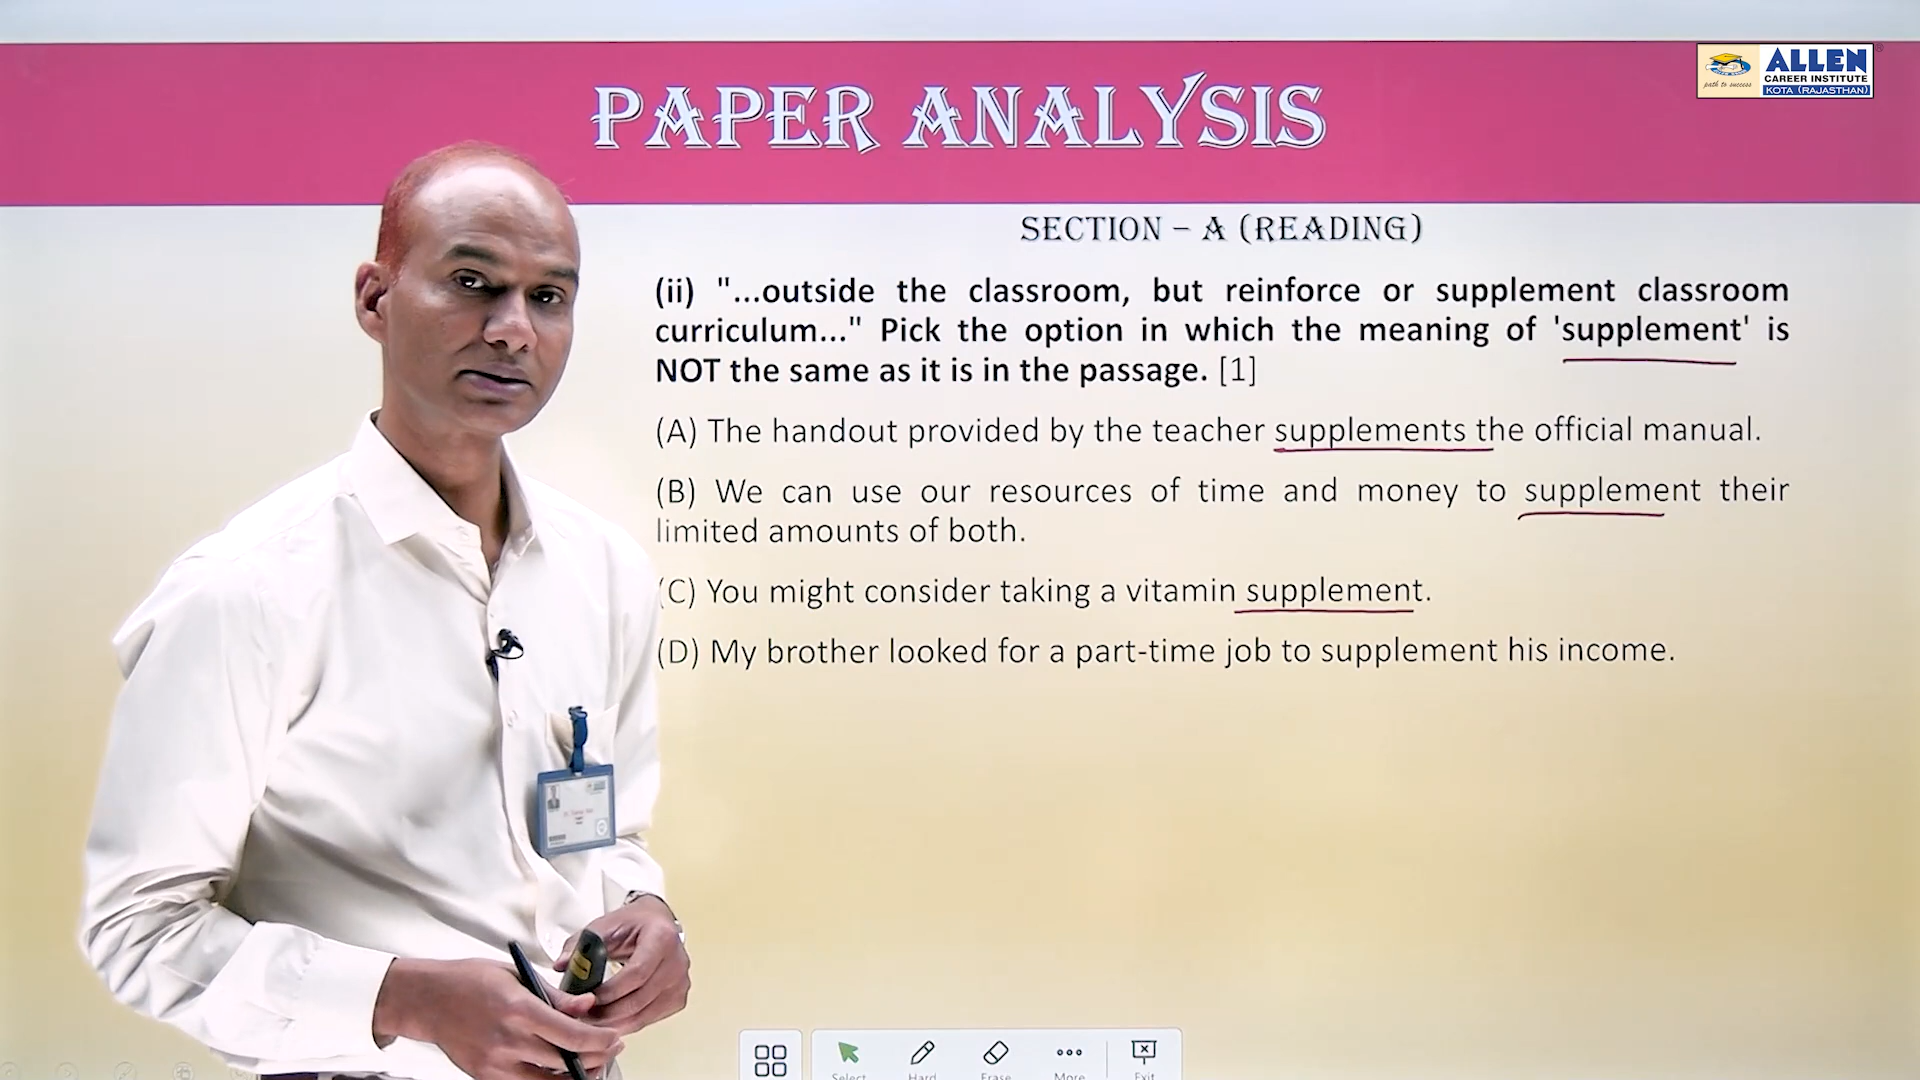 ALLEN
CAREER INSTITUTE
path to success
KOTA (RAJASTHAN)
PAPER ANALYSIS
SECTION – A (READING)
(ii) "...outside the classroom, but reinforce or supplement classroom
curriculum..." Pick the option in which the meaning of 'supplement' is
NOT the same as it is in the passage. [1]
(A) The handout provided by the teacher supplements the official manual.
(B) We can use our resources of time and money to supplement their
limited amounts of both.
(C) You might consider taking a vitamin supplement.
(D) My brother looked for a part-time job to supplement his income.
Select Hard Erase More Exit